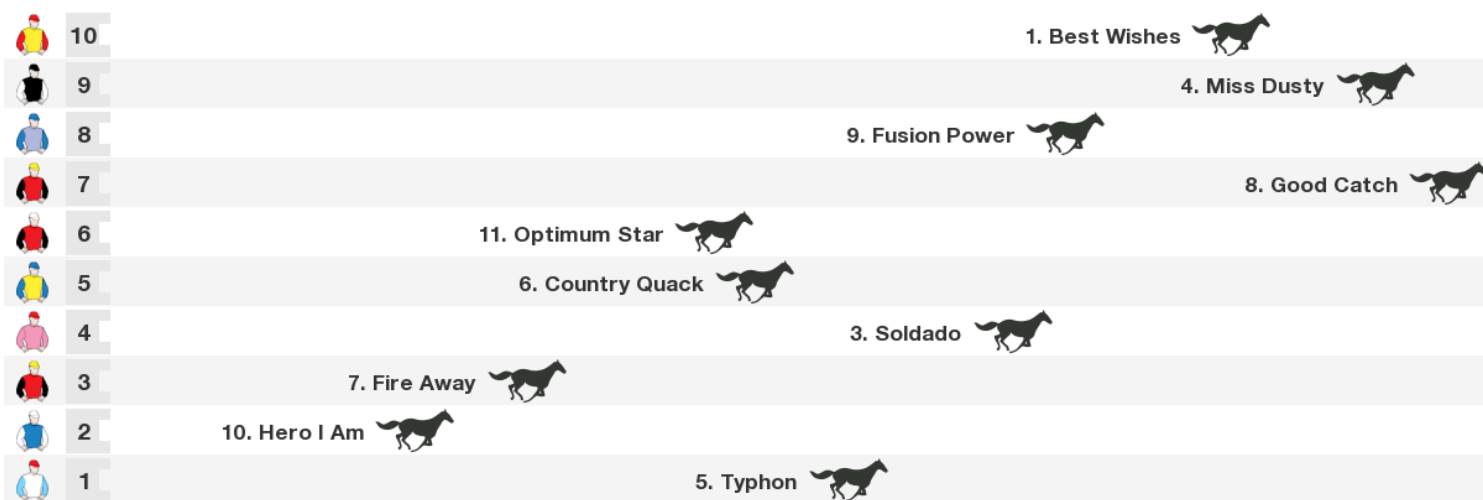 10 1. Best Wishes
9 4. Miss Dusty
8 9. Fusion Power
7 8. Good Catch
6 11. Optimum Star
5 6. Country Quack
4 3. Soldado
3 7. Fire Away
2 10. Hero I Am
1 5. Typhon